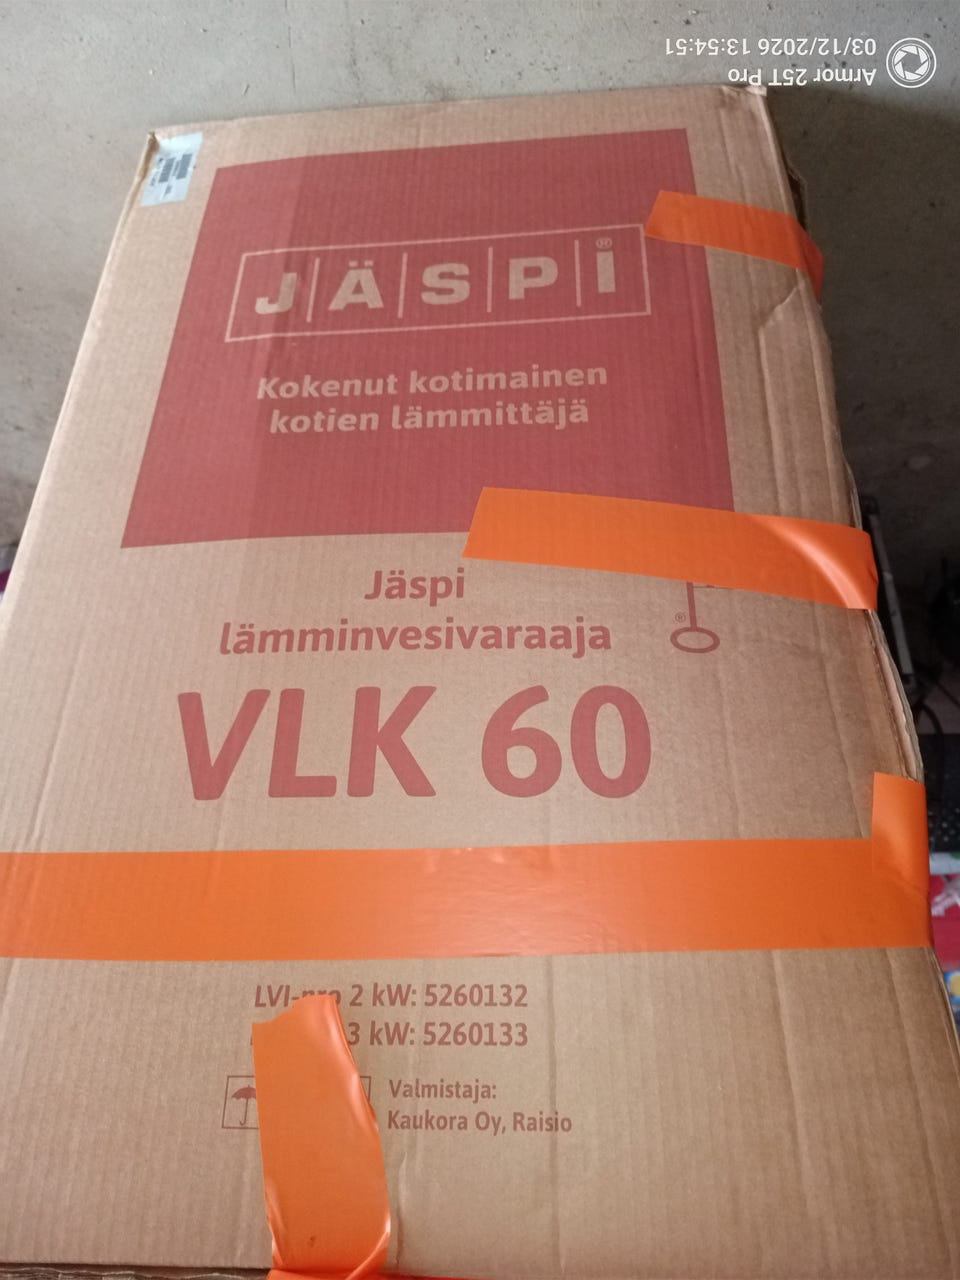 JÄSPI®
Kokenut kotimainen
kotien lämmittäjä
Jäspi
lämminvesivaraaja
®
VLK 60
LVI-pro 2 kW: 5260132
3 kW: 5260133
Valmistaja:
Kaukora Oy, Raisio
Armor 25T Pro
03/12/2026 13:54:51